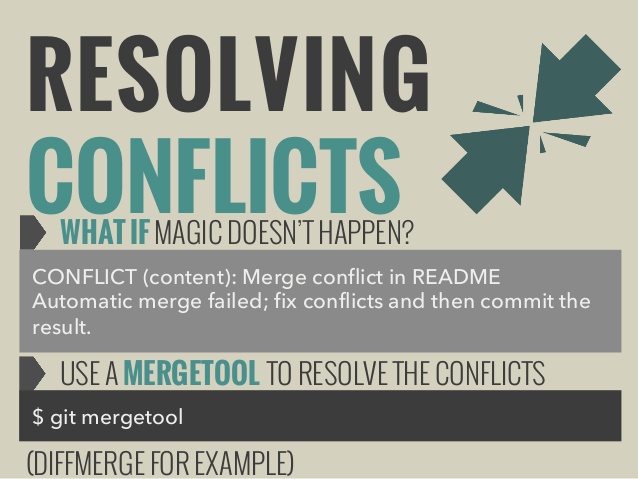 RESOLVING
CONFLICTS
WHAT IF MAGIC DOESN'T HAPPEN?
CONFLICT (content): Merge conflict in README
Automatic merge failed; fix conflicts and then commit the
result.
USE A MERGETOOL TO RESOLVE THE CONFLICTS
$ git mergetool
(DIFFMERGE FOR EXAMPLE)